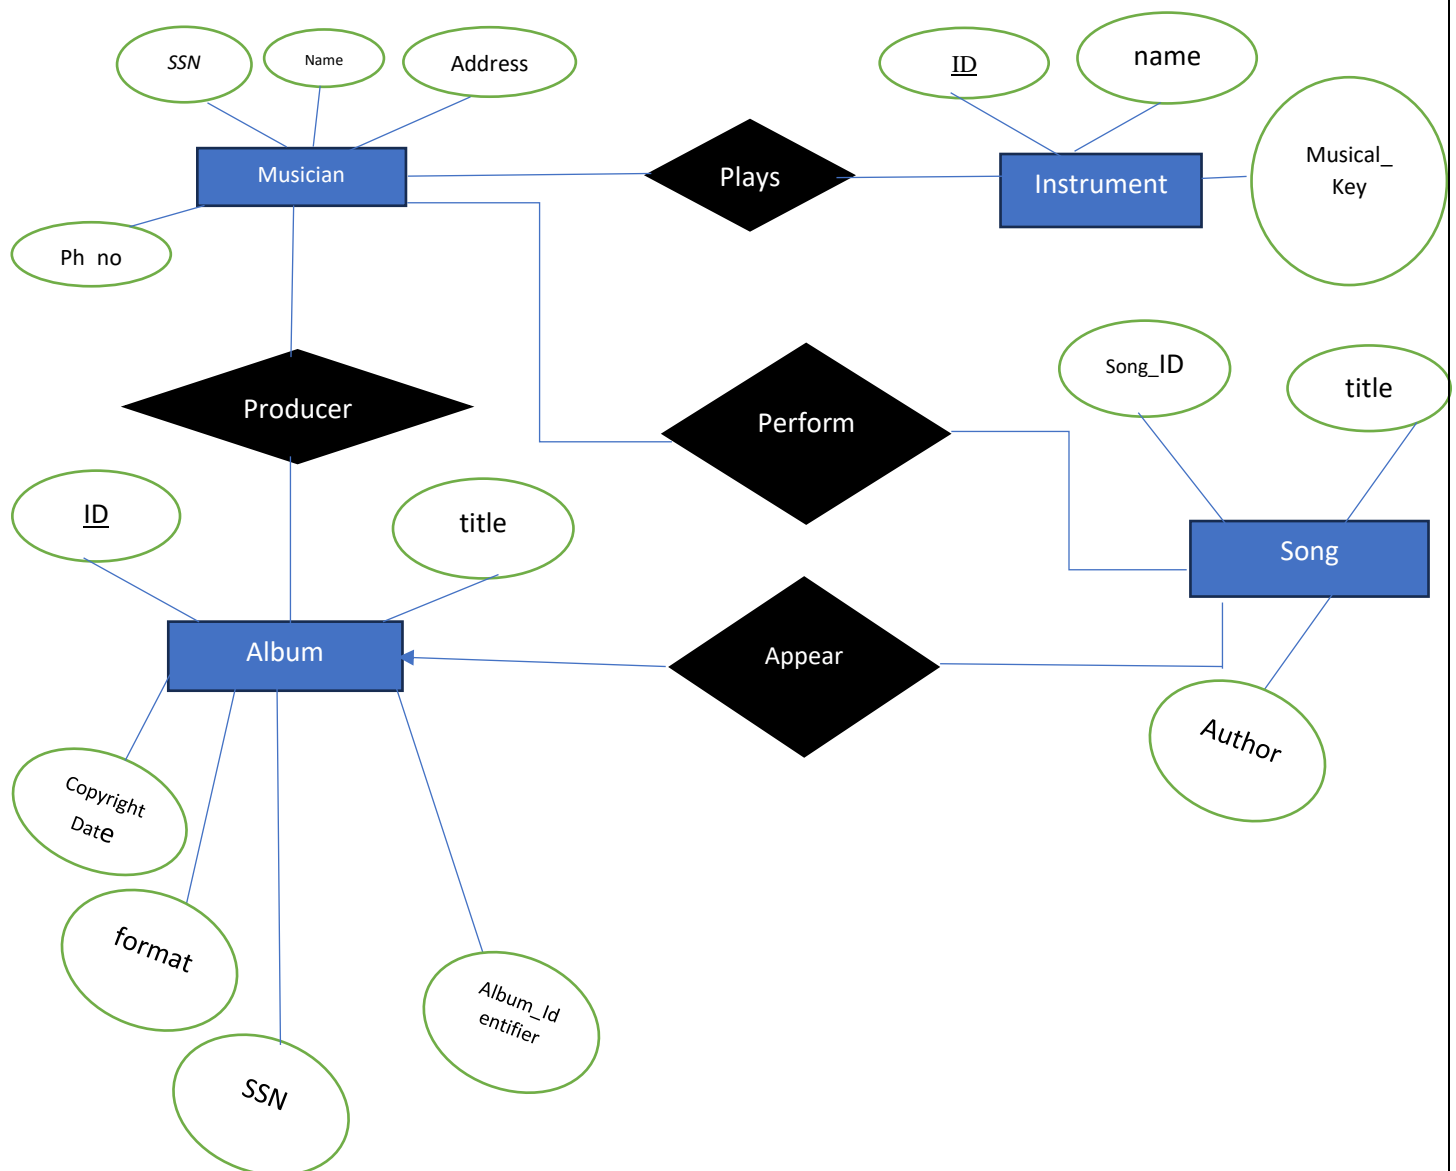 SSN
Name
Address
ID
name
Musical_
Key
Musician
Plays
Instrument
Ph no
Song_ID
title
Producer
Perform
ID
title
Song
Album
Appear
Author
Copyright
Date
format
Album_Id
entifier
SSN